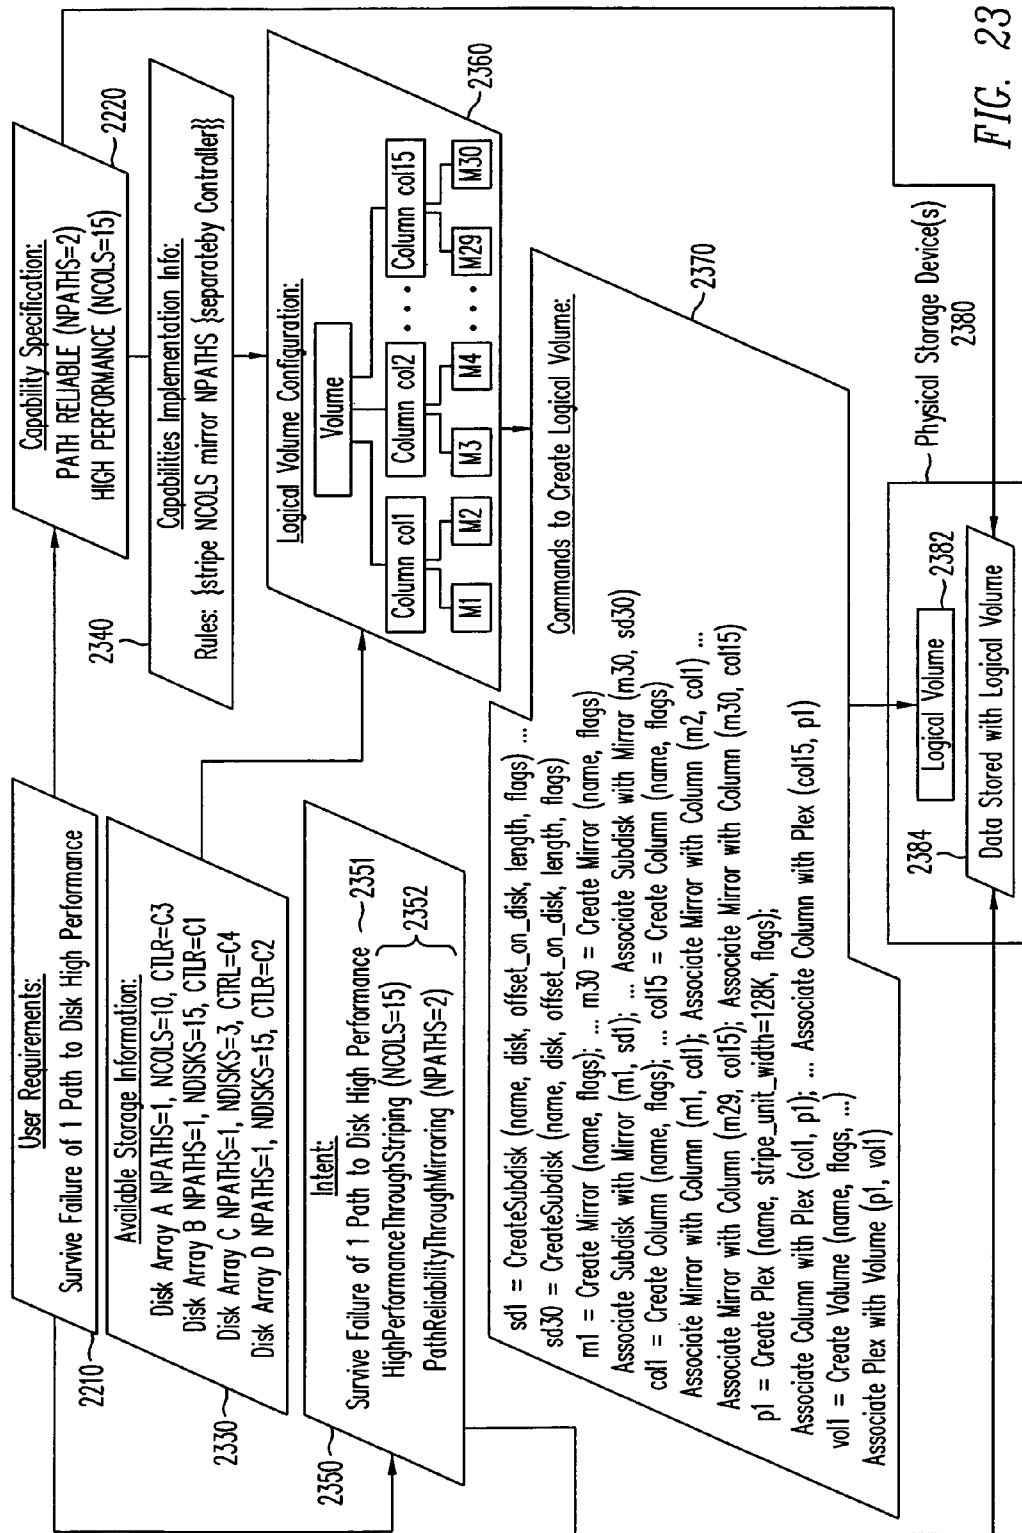 User Requirements:
Survive Failure of 1 Path to Disk High Performance
2210
Capability Specification:
PATH RELIABLE (NPATHS=2)
HIGH PERFORMANCE (NCOLS=15)
2220
Available Storage Information:
Disk Array A NPATHS=1, NCOLS=10, CTLR=C3
Disk Array B NPATHS=1, NDISKS=15, CTLR=C1
Disk Array C NPATHS=1, NDISKS=3, CTRL=C4
Disk Array D NPATHS=1, NDISKS=15, CTLR=C2
2330
2340
Capabilities Implementation Info:
Rules: {stripe NCOLS mirror NPATHS {separateby Controller}}
Intent:
Survive Failure of 1 Path to Disk High Performance
2351
HighPerformanceThroughStriping (NCOLS=15)
PathReliabilityThroughMirroring (NPATHS=2)
2352
2350
Logical Volume Configuration:
Volume
Column col1
Column col2
• • •
Column col15
M1
M2
M3
M4
• • •
M29
M30
2360
Commands to Create Logical Volume:
sd1 = CreateSubdisk (name, disk, offset_on_disk, length, flags) ...
sd30 = CreateSubdisk (name, disk, offset_on_disk, length, flags)
m1 = Create Mirror (name, flags); ... m30 = Create Mirror (name, flags)
Associate Subdisk with Mirror (m1, sd1); ... Associate Subdisk with Mirror (m30, sd30)
col1 = Create Column (name, flags); ... col15 = Create Column (name, flags)
Associate Mirror with Column (m1, col1); Associate Mirror with Column (m2, col1) ...
Associate Mirror with Column (m29, col15); Associate Mirror with Column (m30, col15)
p1 = Create Plex (name, stripe_unit_width=128K, flags);
Associate Column with Plex (col1, p1); ... Associate Column with Plex (col15, p1)
vol1 = Create Volume (name, flags, ...)
Associate Plex with Volume (p1, vol1)
2370
Physical Storage Device(s)
2380
Logical Volume
2382
2384
Data Stored with Logical Volume
FIG. 23